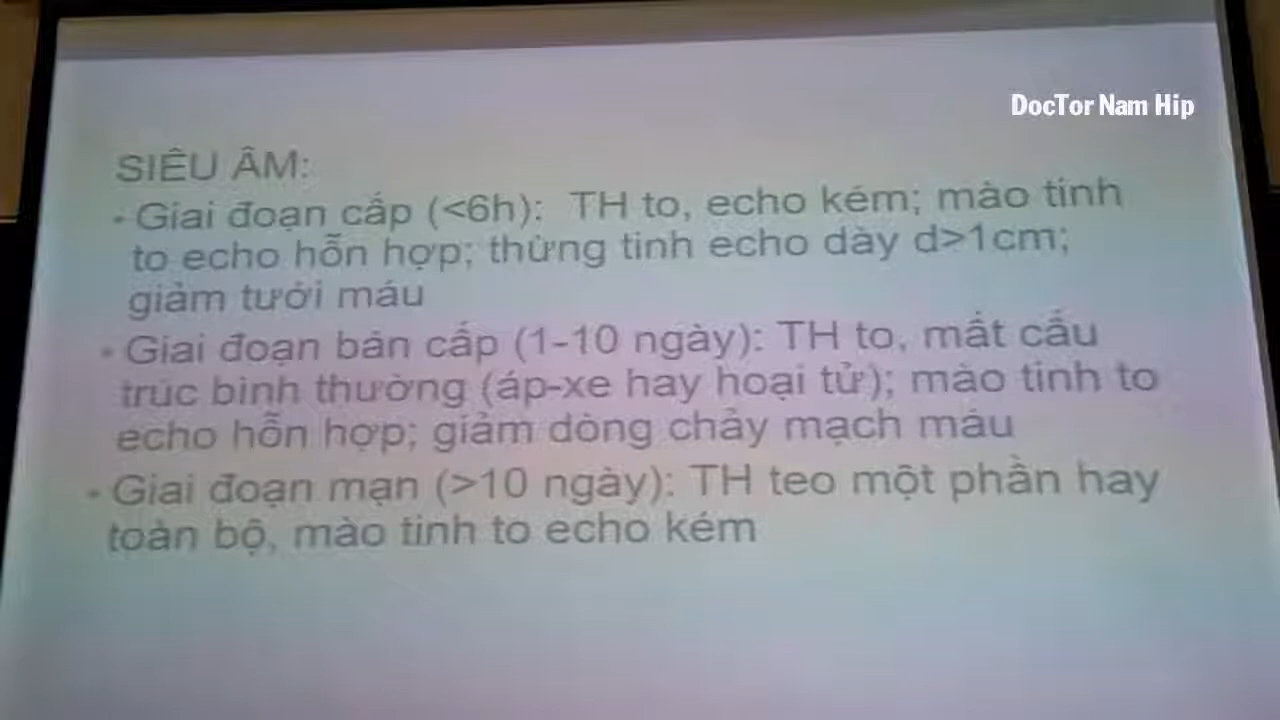 DocTor Nam Hip
SIÊU ÂM:
• Giai đoạn cấp (<6h): TH to, echo kém; mào tinh
to echo hỗn hợp; thừng tinh echo dày d>1cm;
giảm tưới máu
• Giai đoạn bán cấp (1-10 ngày): TH to, mất cấu
trúc bình thường (áp-xe hay hoại tử); mào tinh to
echo hỗn hợp; giảm dòng chảy mạch máu
• Giai đoạn mạn (>10 ngày): TH teo một phần hay
toàn bộ, mào tinh to echo kém